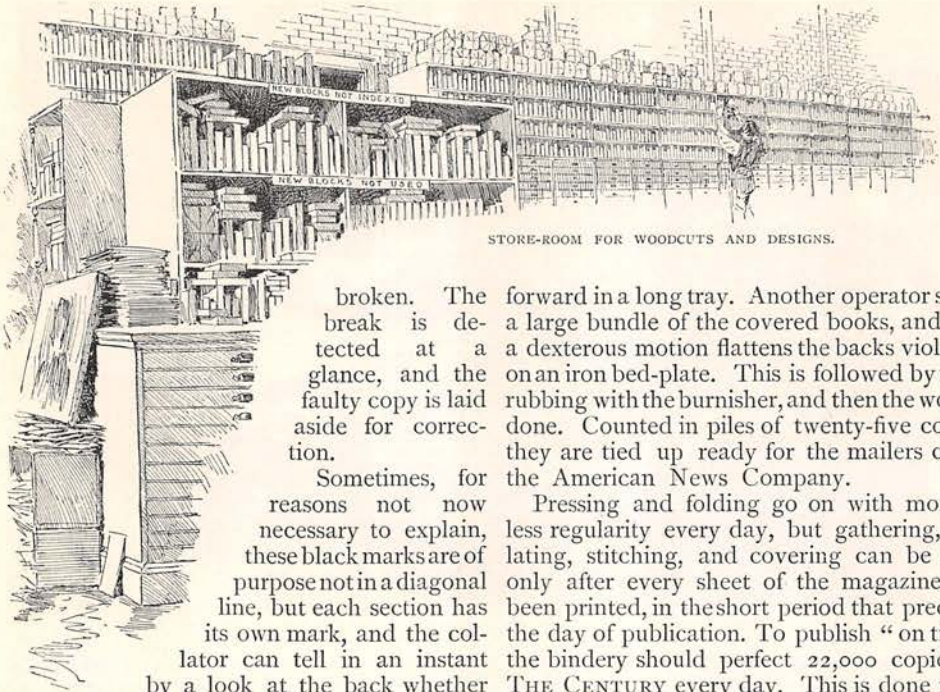 NEW BLOCKS NOT INDEXED
NEW BLOCKS NOT USED
STORE-ROOM FOR WOODCUTS AND DESIGNS.
broken. The
break is de-
tected at a
glance, and the
faulty copy is laid
aside for correc-
tion.
Sometimes, for
reasons not now
necessary to explain,
these black marks are of
purpose not in a diagonal
line, but each section has
its own mark, and the col-
lator can tell in an instant
by a look at the back whether
forward in a long tray. Another operator
a large bundle of the covered books, and
a dexterous motion flattens the backs
on an iron bed-plate. This is followed by
rubbing with the burnisher, and then the
done. Counted in piles of twenty-five
they are tied up ready for the mailers
the American News Company.
Pressing and folding go on with
less regularity every day, but gathering,
lating, stitching, and covering can be
only after every sheet of the magazine
been printed, in the short period that
the day of publication. To publish “ on
the bindery should perfect 22,000
THE CENTURY every day. This is done